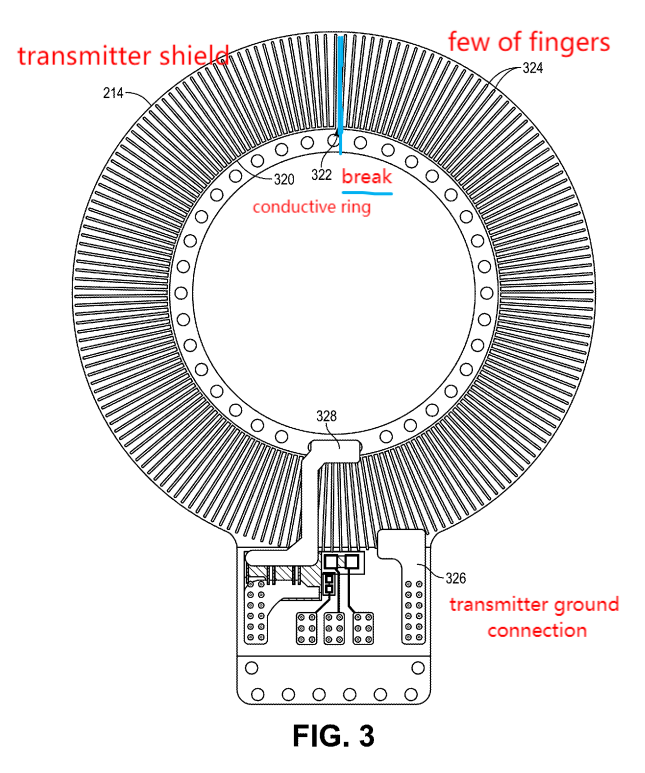 transmitter shield
few of fingers
324
214
320
322
break
conductive ring
328
326
transmitter ground
connection
FIG. 3